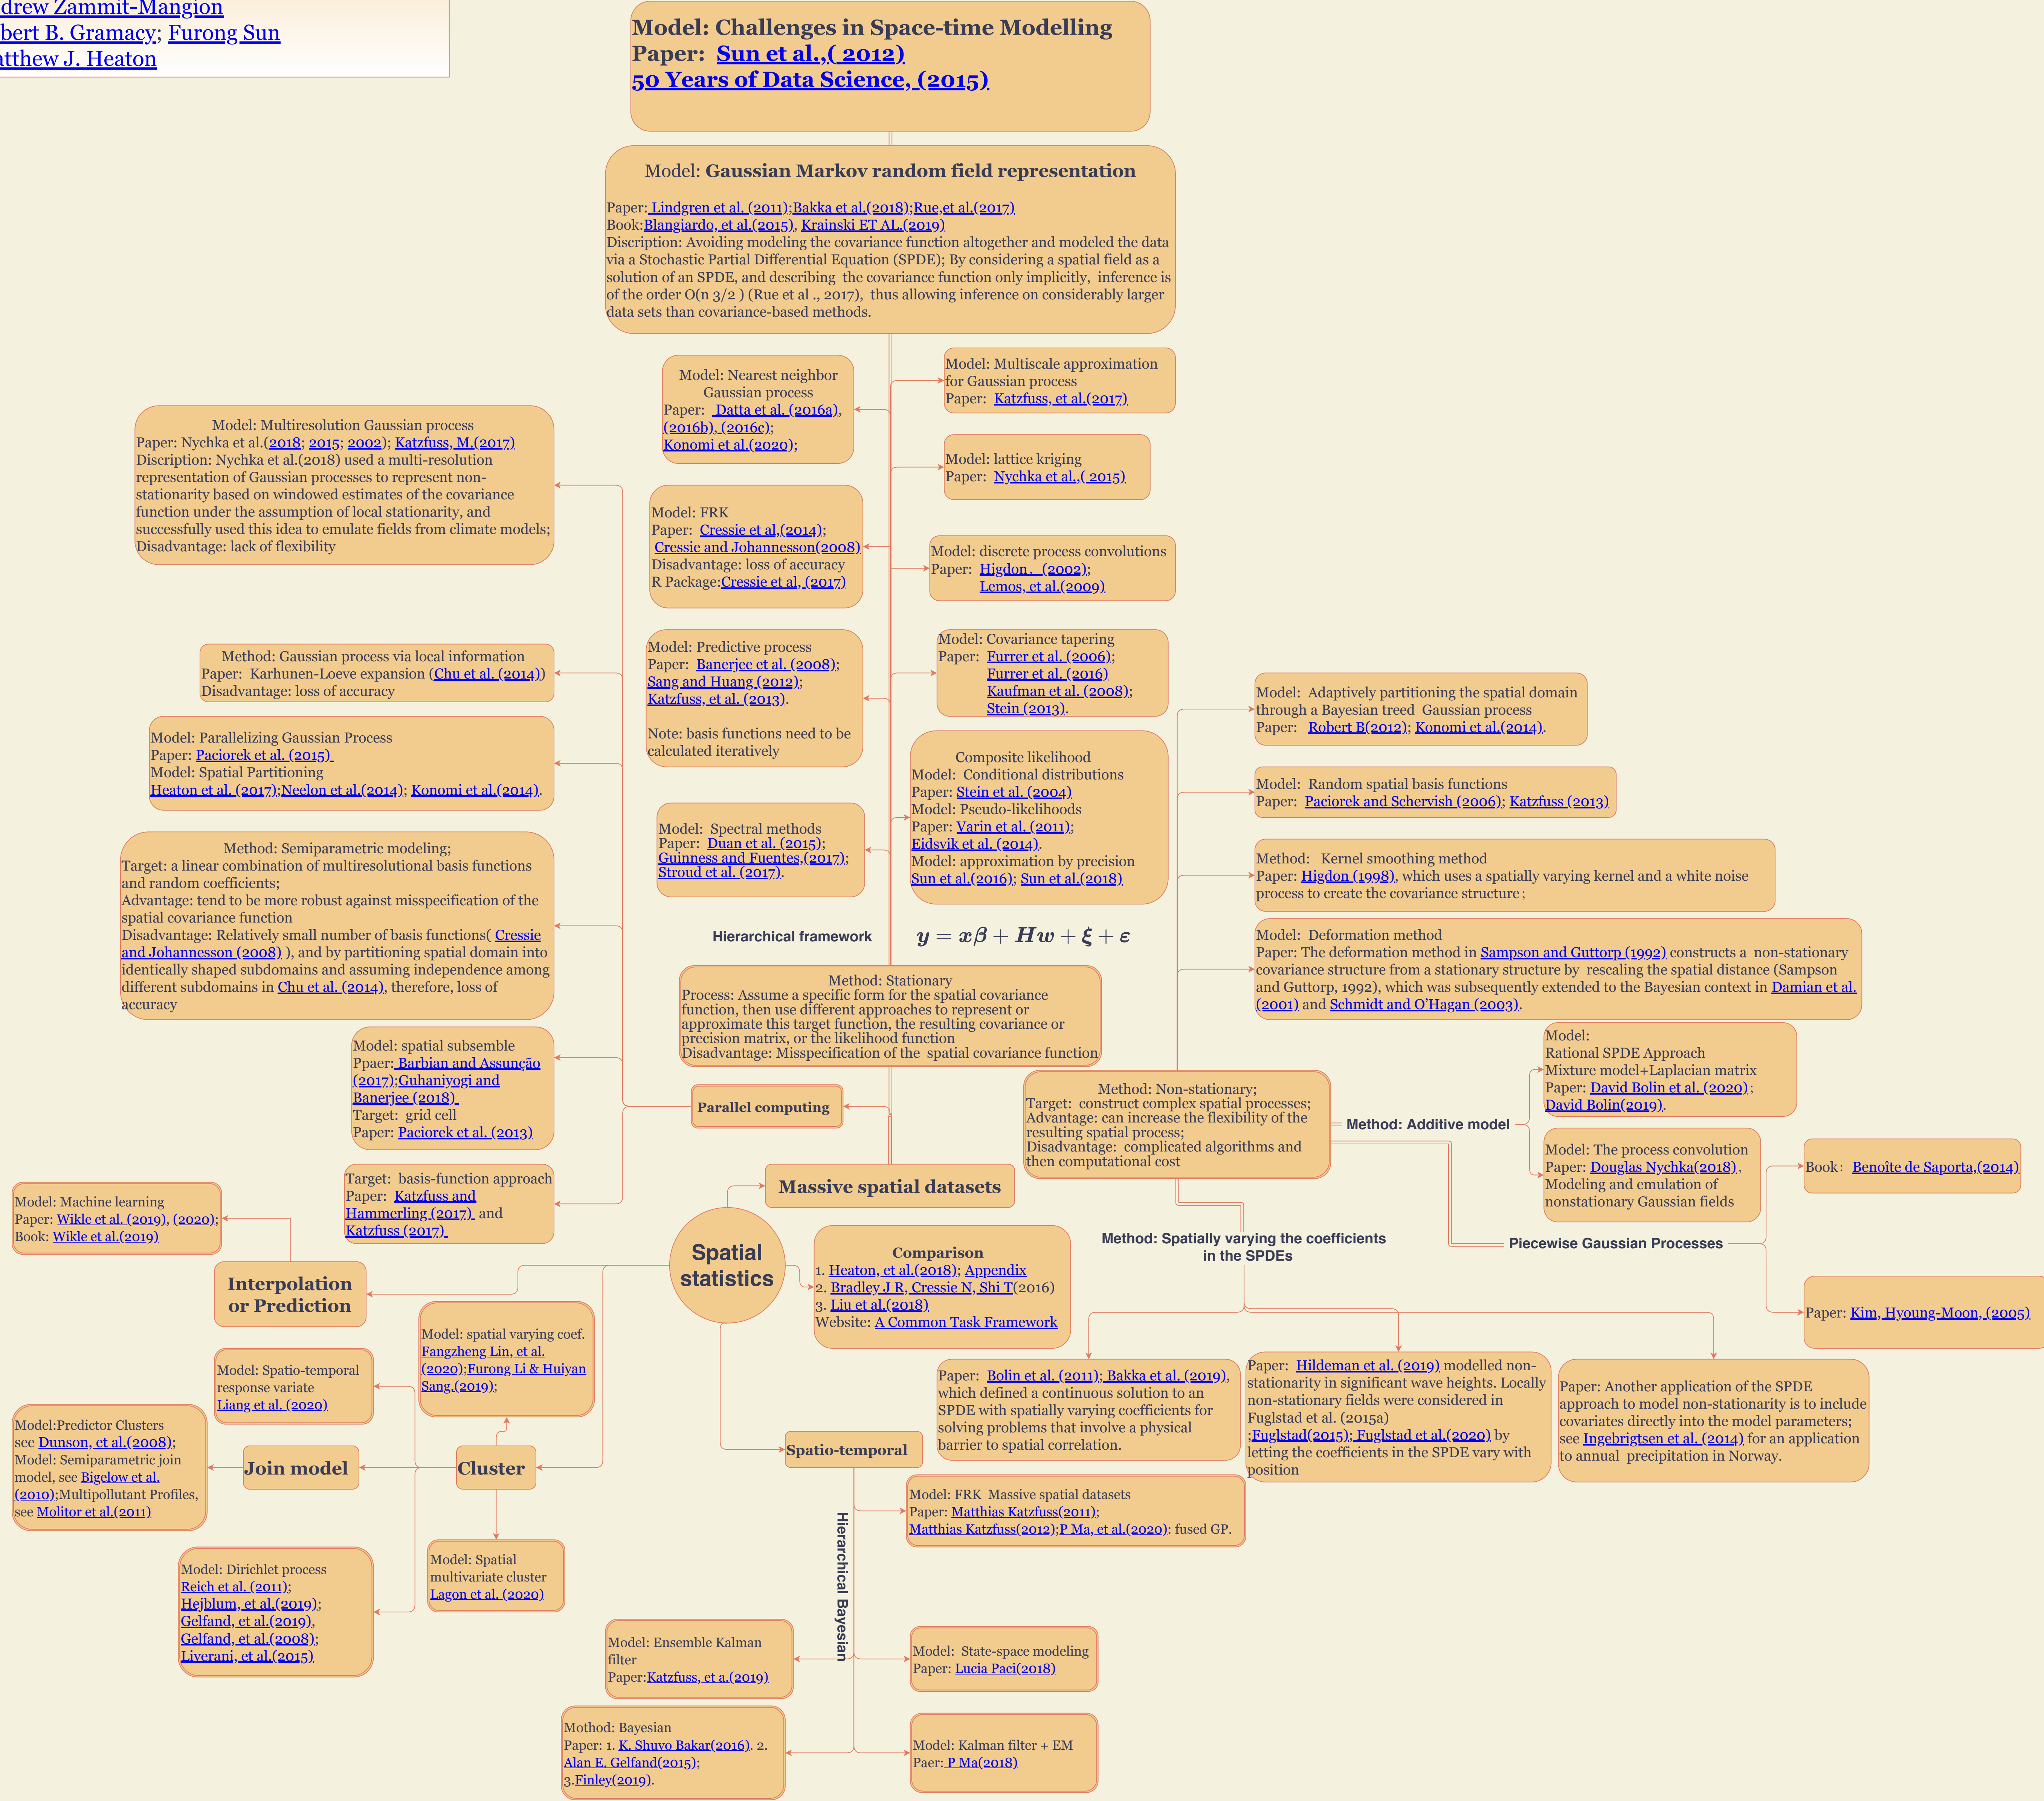 drew Zammit-Mangion
bert B. Gramacy; Furong Sun
atthew J. Heaton
Model: Challenges in Space-time Modelling
Paper: Sun et al.,( 2012)
50 Years of Data Science, (2015)
Model: Gaussian Markov random field representation
Paper: Lindgren et al. (2011);Bakka et al.(2018);Rue,et al.(2017)
Book:Blangiardo, et al.(2015), Krainski ET AL.(2019)
Discription: Avoiding modeling the covariance function altogether and modeled the data
via a Stochastic Partial Differential Equation (SPDE); By considering a spatial field as a
solution of an SPDE, and describing the covariance function only implicitly, inference is
of the order O(n 3/2 ) (Rue et al ., 2017), thus allowing inference on considerably larger
data sets than covariance-based methods.
Model: Nearest neighbor
Gaussian process
Paper: Datta et al. (2016a),
(2016b), (2016c);
Konomi et al.(2020);
Model: Multiscale approximation
for Gaussian process
Paper: Katzfuss, et al.(2017)
Model: lattice kriging
Paper: Nychka et al.,( 2015)
Model: Multiresolution Gaussian process
Paper: Nychka et al.(2018; 2015; 2002); Katzfuss, M.(2017)
Discription: Nychka et al.(2018) used a multi-resolution
representation of Gaussian processes to represent non-
stationarity based on windowed estimates of the covariance
function under the assumption of local stationarity, and
successfully used this idea to emulate fields from climate models;
Disadvantage: lack of flexibility
Model: FRK
Paper: Cressie et al,(2014);
Cressie and Johannesson(2008)
Disadvantage: loss of accuracy
R Package:Cressie et al, (2017)
Model: discrete process convolutions
Paper: Higdon、 (2002);
Lemos, et al.(2009)
Model: Predictive process
Paper: Banerjee et al. (2008);
Sang and Huang (2012);
Katzfuss, et al. (2013).
Note: basis functions need to be
calculated iteratively
Model: Covariance tapering
Paper: Furrer et al. (2006);
Furrer et al. (2016)
Kaufman et al. (2008);
Stein (2013).
Method: Gaussian process via local information
Paper: Karhunen-Loeve expansion (Chu et al. (2014))
Disadvantage: loss of accuracy
Model: Parallelizing Gaussian Process
Paper: Paciorek et al. (2015)
Model: Spatial Partitioning
Heaton et al. (2017);Neelon et al.(2014); Konomi et al.(2014).
Model: Adaptively partitioning the spatial domain
through a Bayesian treed Gaussian process
Paper: Robert B(2012); Konomi et al.(2014).
Composite likelihood
Model: Conditional distributions
Paper: Stein et al. (2004)
Model: Pseudo-likelihoods
Paper: Varin et al. (2011);
Eidsvik et al. (2014).
Model: approximation by precision
Sun et al.(2016); Sun et al.(2018)
Model: Random spatial basis functions
Paper: Paciorek and Schervish (2006); Katzfuss (2013)
Model: Spectral methods
Paper: Duan et al. (2015);
Guinness and Fuentes,(2017);
Stroud et al. (2017).
Method: Semiparametric modeling;
Target: a linear combination of multiresolutional basis functions
and random coefficients;
Advantage: tend to be more robust against misspecification of the
spatial covariance function
Disadvantage: Relatively small number of basis functions( Cressie
and Johannesson (2008) ), and by partitioning spatial domain into
identically shaped subdomains and assuming independence among
different subdomains in Chu et al. (2014), therefore, loss of
accuracy
Method: Kernel smoothing method
Paper: Higdon (1998), which uses a spatially varying kernel and a white noise
process to create the covariance structure；
Hierarchical framework y = xβ + Hw + ξ + ε
Model: Deformation method
Paper: The deformation method in Sampson and Guttorp (1992) constructs a non-stationary
covariance structure from a stationary structure by rescaling the spatial distance (Sampson
and Guttorp, 1992), which was subsequently extended to the Bayesian context in Damian et al.
(2001) and Schmidt and O’Hagan (2003).
Method: Stationary
Process: Assume a specific form for the spatial covariance
function, then use different approaches to represent or
approximate this target function, the resulting covariance or
precision matrix, or the likelihood function
Disadvantage: Misspecification of the spatial covariance function
Model: spatial subsemble
Ppaer: Barbian and Assunção
(2017);Guhaniyogi and
Banerjee (2018)
Target: grid cell
Paper: Paciorek et al. (2013)
Parallel computing
Method: Non-stationary;
Target: construct complex spatial processes;
Advantage: can increase the flexibility of the
resulting spatial process;
Disadvantage: complicated algorithms and
then computational cost
Method: Additive model
Model:
Rational SPDE Approach
Mixture model+Laplacian matrix
Paper: David Bolin et al. (2020)；
David Bolin(2019).
Model: The process convolution
Paper: Douglas Nychka(2018)，
Modeling and emulation of
nonstationary Gaussian fields
Book： Benoîte de Saporta,(2014)
Piecewise Gaussian Processes
Paper: Kim, Hyoung-Moon, (2005)
Target: basis-function approach
Paper: Katzfuss and
Hammerling (2017) and
Katzfuss (2017)
Massive spatial datasets
Model: Machine learning
Paper: Wikle et al. (2019), (2020);
Book: Wikle et al.(2019)
Interpolation
or Prediction
Spatial
statistics
Comparison
1. Heaton, et al.(2018); Appendix
2. Bradley J R, Cressie N, Shi T(2016)
3. Liu et al.(2018)
Website: A Common Task Framework
Method: Spatially varying the coefficients
in the SPDEs
Model: spatial varying coef.
Fangzheng Lin, et al.
(2020);Furong Li & Huiyan
Sang.(2019);
Model: Spatio-temporal
response variate
Liang et al. (2020)
Paper: Bolin et al. (2011); Bakka et al. (2019),
which defined a continuous solution to an
SPDE with spatially varying coefficients for
solving problems that involve a physical
barrier to spatial correlation.
Paper: Hildeman et al. (2019) modelled non-
stationarity in significant wave heights. Locally
non-stationary fields were considered in
Fuglstad et al. (2015a)
;Fuglstad(2015); Fuglstad et al.(2020) by
letting the coefficients in the SPDE vary with
position
Paper: Another application of the SPDE
approach to model non-stationarity is to include
covariates directly into the model parameters;
see Ingebrigtsen et al. (2014) for an application
to annual precipitation in Norway.
Model:Predictor Clusters
see Dunson, et al.(2008);
Model: Semiparametric join
model, see Bigelow et al.
(2010);Multipollutant Profiles,
see Molitor et al.(2011)
Join model
Cluster
Spatio-temporal
Model: FRK Massive spatial datasets
Paper: Matthias Katzfuss(2011);
Matthias Katzfuss(2012);P Ma, et al.(2020): fused GP.
Hierarchical Bayesian
Model: Dirichlet process
Reich et al. (2011);
Hejblum, et al.(2019);
Gelfand, et al.(2019),
Gelfand, et al.(2008);
Liverani, et al.(2015)
Model: Spatial
multivariate cluster
Lagon et al. (2020)
Model: Ensemble Kalman
filter
Paper:Katzfuss, et a.(2019)
Model: State-space modeling
Paper: Lucia Paci(2018)
Mothod: Bayesian
Paper: 1. K. Shuvo Bakar(2016). 2.
Alan E. Gelfand(2015);
3.Finley(2019).
Model: Kalman filter + EM
Paer: P Ma(2018)